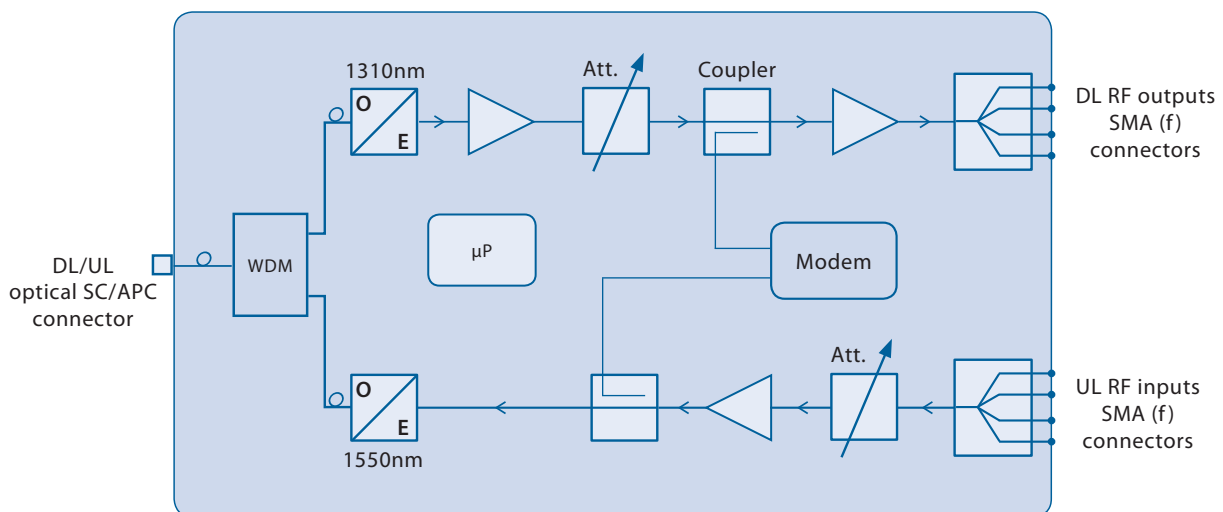 1310nm
Att.
Coupler
O
E
DL RF outputs
SMA (f)
connectors
µP
Modem
WDM
DL/UL
optical SC/APC
connector
Att.
O
E
1550nm
UL RF inputs
SMA (f)
connectors